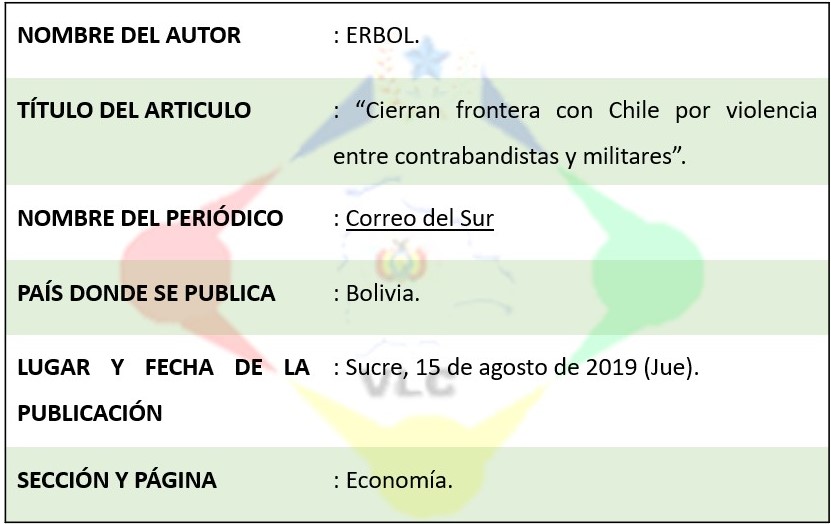 NOMBRE DEL AUTOR : ERBOL.
TÍTULO DEL ARTICULO : “Cierran frontera con Chile por violencia
entre contrabandistas y militares”.
NOMBRE DEL PERIÓDICO : Correo del Sur
PAÍS DONDE SE PUBLICA : Bolivia.
LUGAR Y FECHA DE LA : Sucre, 15 de agosto de 2019 (Jue).
PUBLICACIÓN
SECCIÓN Y PÁGINA : Economía.
VLC